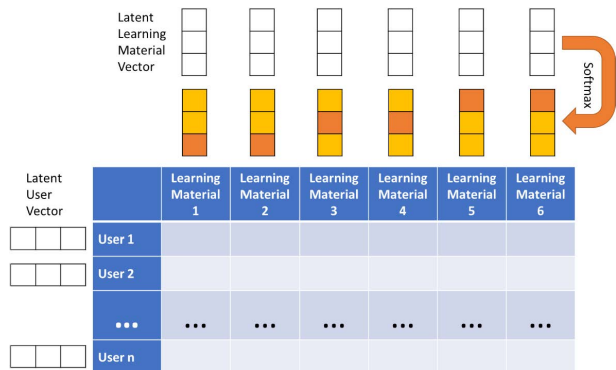 Latent
Learning
Material
Vector
Softmax
Latent
User
Vector
Learning
Material
1
Learning
Material
2
Learning
Material
3
Learning
Material
4
Learning
Material
5
Learning
Material
6
User 1
User 2
... ... ... ... ... ... ...
User n